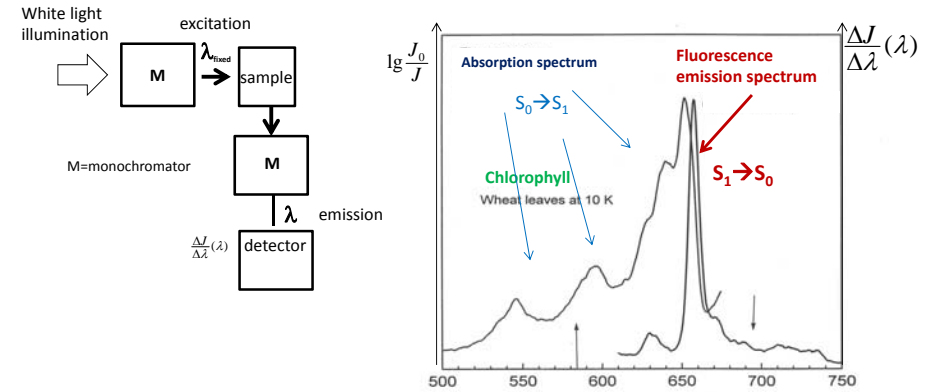 White light
illumination
excitation
λfixed
M
sample
M
M=monochromator
λ
emission
ΔJ/Δλ (λ)
detector
lg J0/J
Absorption spectrum
S0→S1
Chlorophyll
Wheat leaves at 10 K
Fluorescence
emission spectrum
S1→S0
ΔJ/Δλ (λ)
500 550 600 650 700 750